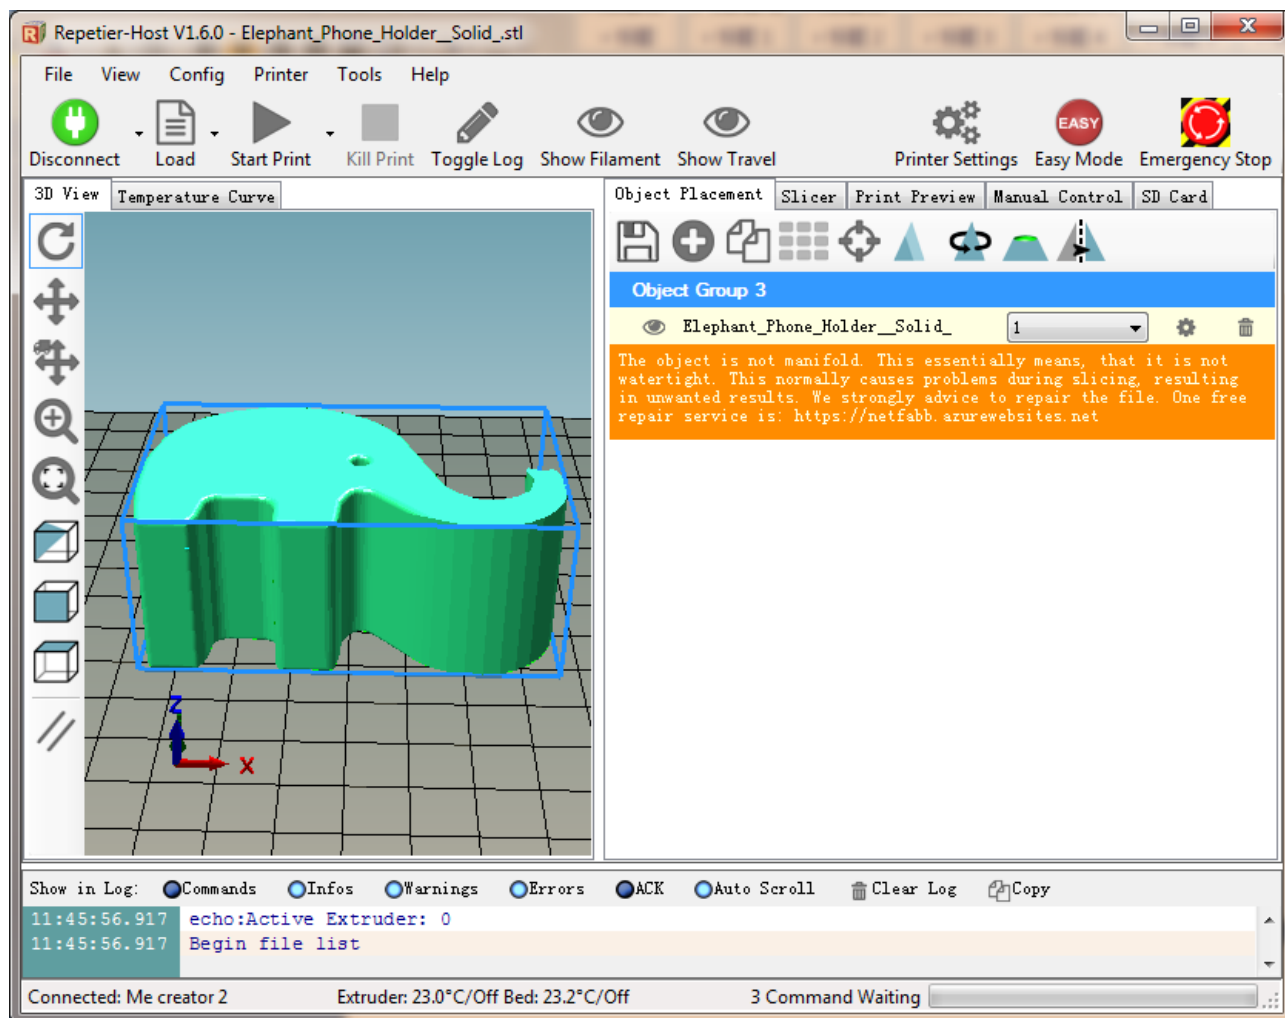 Repetier-Host V1.6.0 - Elephant_Phone_Holder__Solid_.stl
File View Config Printer Tools Help
Disconnect Load Start Print Kill Print Toggle Log Show Filament Show Travel Printer Settings Easy Mode Emergency Stop
EASY
3D View Temperature Curve
Object Placement Slicer Print Preview Manual Control SD Card
Object Group 3
Elephant_Phone_Holder__Solid_ 1
The object is not manifold. This essentially means, that it is not
watertight. This normally causes problems during slicing, resulting
in unwanted results. We strongly advice to repair the file. One free
repair service is: https://netfabb.azurewebsites.net
Z
X
Show in Log: Commands Infos Warnings Errors ACK Auto Scroll Clear Log Copy
11:45:56.917 echo:Active Extruder: 0
11:45:56.917 Begin file list
Connected: Me creator 2 Extruder: 23.0°C/Off Bed: 23.2°C/Off 3 Command Waiting